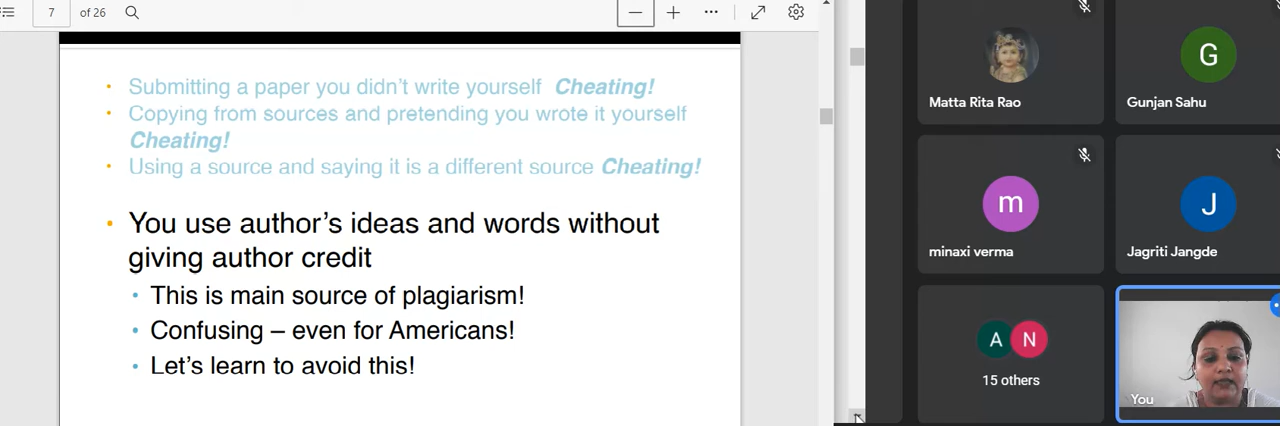 7 of 26
• Submitting a paper you didn't write yourself Cheating!
• Copying from sources and pretending you wrote it yourself
Cheating!
• Using a source and saying it is a different source Cheating!
• You use author's ideas and words without
giving author credit
• This is main source of plagiarism!
• Confusing – even for Americans!
• Let's learn to avoid this!
Matta Rita Rao
G
Gunjan Sahu
m
minaxi verma
J
Jagriti Jangde
A N
15 others
You